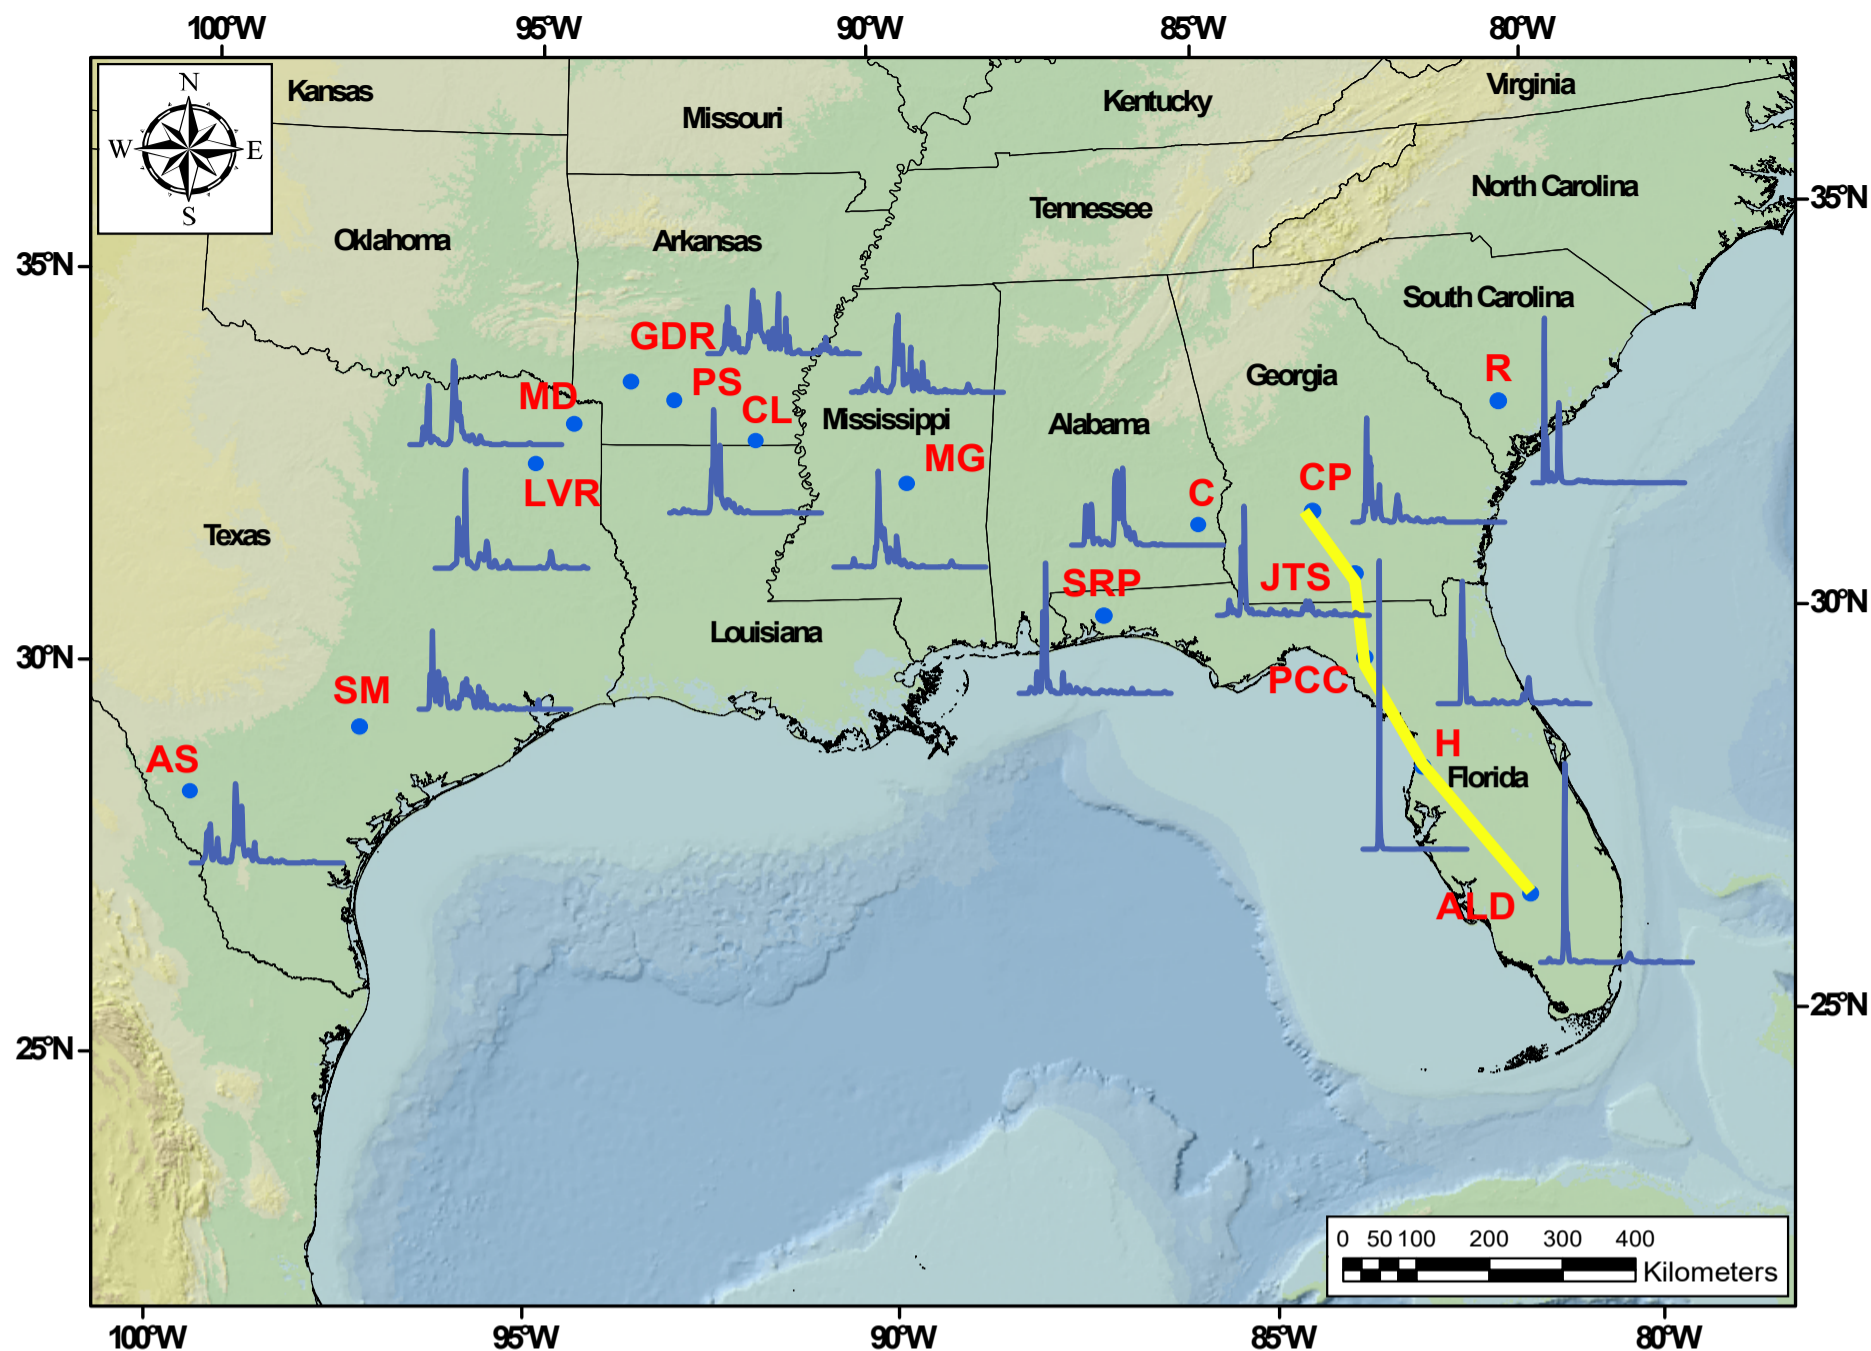 100°W 95°W 90°W 85°W 80°W
N
W E
S
Kansas
Missouri
Kentucky
Virginia
North Carolina
35°N
Tennessee
Oklahoma
Arkansas
35°N
South Carolina
GDR
R
Georgia
PS
MD
CL
Mississippi
Alabama
MG
CP
LVR
C
Texas
JTS
SRP
30°N
Louisiana
30°N
PCC
SM
H
AS
Florida
ALD
25°N
25°N
0 50 100 200 300 400
Kilometers
100°W 95°W 90°W 85°W 80°W